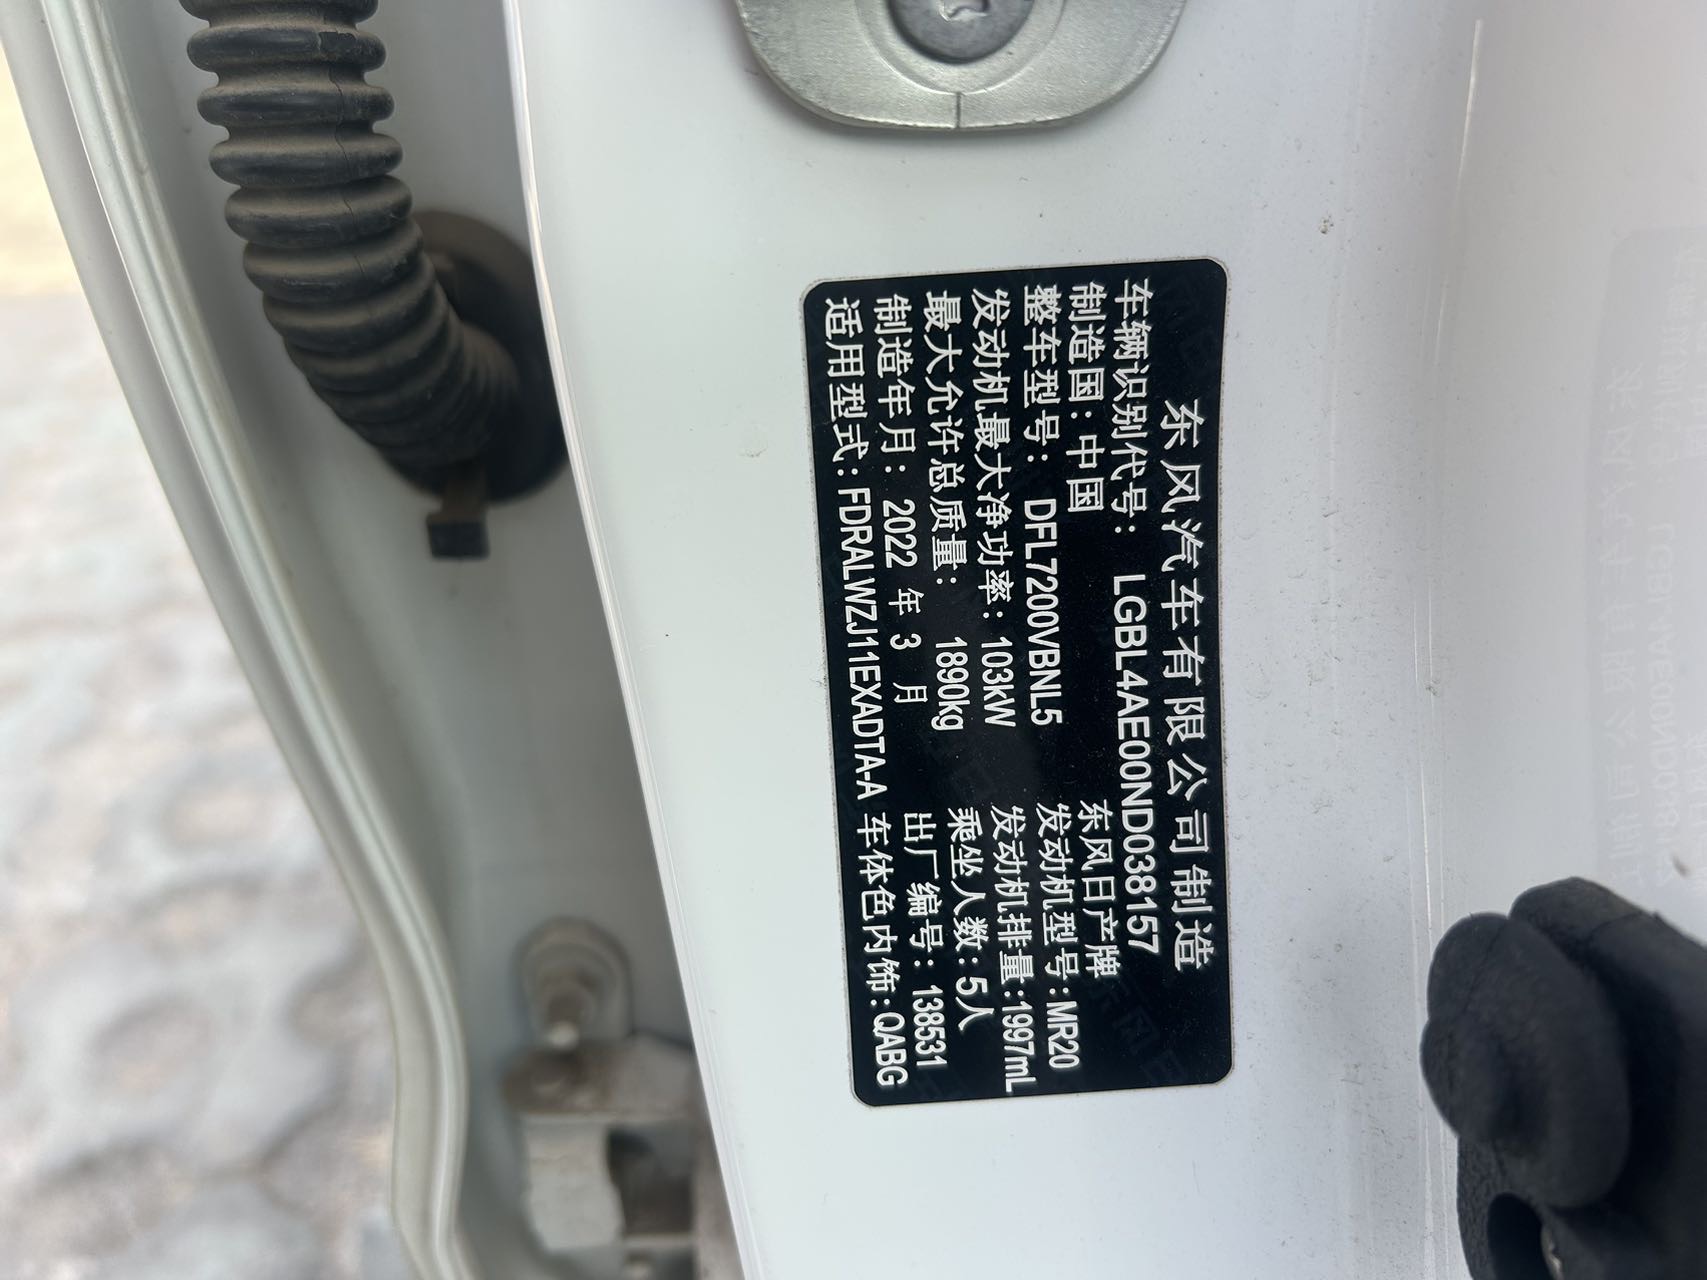 东风汽车有限公司制造
车辆识别代号: LGBL4AE00ND038157
制造国: 中国 东风日产牌
整车型号: DFL7200VBNL5 发动机型号:MR20
发动机最大净功率: 103kW 发动机排量:1997mL
最大允许总质量: 1890kg 乘坐人数: 5人
制造年月: 2022 年 3 月 出厂编号: 138531
适用型式: FDRALWZJ11EXADTA-A 车体色内饰: QABG